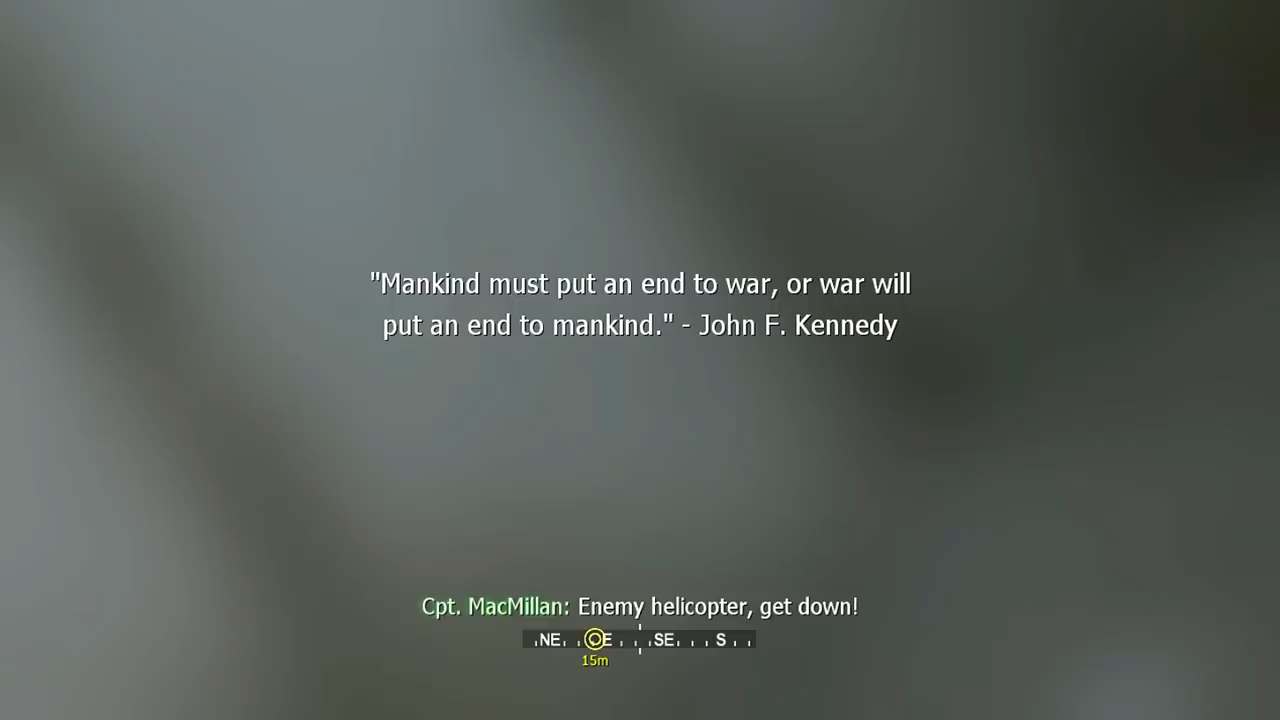 "Mankind must put an end to war, or war will
put an end to mankind." - John F. Kennedy
Cpt. MacMillan: Enemy helicopter, get down!
NE E SE S
15m